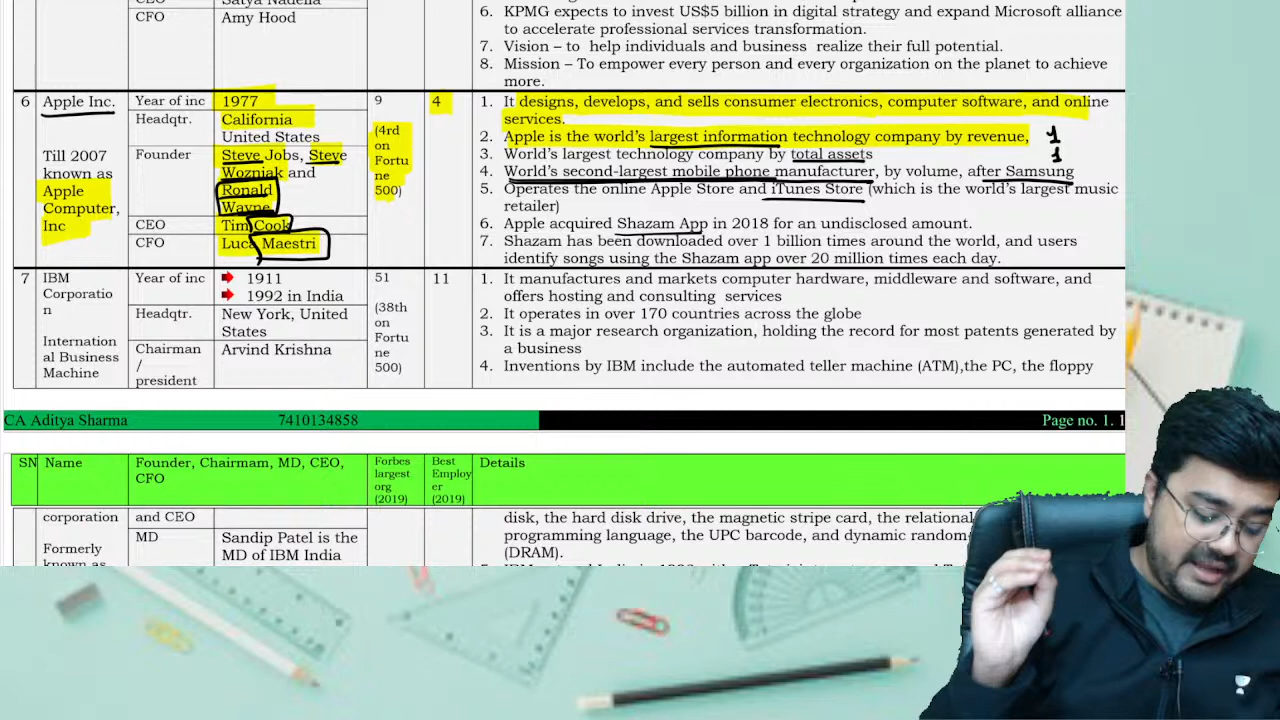 Satya Nadella
CFO
Amy Hood
6. KPMG expects to invest US$5 billion in digital strategy and expand Microsoft alliance
to accelerate professional services transformation.
7. Vision – to help individuals and business realize their full potential.
8. Mission – To empower every person and every organization on the planet to achieve
more.
6
Apple Inc.
Till 2007
known as
Apple
Computer,
Inc
Year of inc
1977
Headqtr.
California
United States
Founder
Steve Jobs, Steve
Wozniak and
Ronald
Wayne
CEO
Tim Cook
CFO
Luca Maestri
9
(4rd
on
Fortu
ne
500)
4
1. It designs, develops, and sells consumer electronics, computer software, and online
services.
2. Apple is the world's largest information technology company by revenue, 1
3. World's largest technology company by total assets 1
4. World's second-largest mobile phone manufacturer, by volume, after Samsung
5. Operates the online Apple Store and iTunes Store (which is the world's largest music
retailer)
6. Apple acquired Shazam App in 2018 for an undisclosed amount.
7. Shazam has been downloaded over 1 billion times around the world, and users
identify songs using the Shazam app over 20 million times each day.
7
IBM
Corporatio
n
Internation
al Business
Machine
Year of inc
1911
1992 in India
Headqtr.
New York, United
States
Chairman
/
president
Arvind Krishna
51
(38th
on
Fortu
ne
500)
11
1. It manufactures and markets computer hardware, middleware and software, and
offers hosting and consulting services
2. It operates in over 170 countries across the globe
3. It is a major research organization, holding the record for most patents generated by
a business
4. Inventions by IBM include the automated teller machine (ATM),the PC, the floppy
CA Aditya Sharma 7410134858 Page no. 1. 1
SN
Name
Founder, Chairmam, MD, CEO,
CFO
Forbes
largest
org
(2019)
Best
Employ
er
(2019)
Details
corporation
Formerly
known as
and CEO
MD
Sandip Patel is the
MD of IBM India
disk, the hard disk drive, the magnetic stripe card, the relational
programming language, the UPC barcode, and dynamic random-
(DRAM).